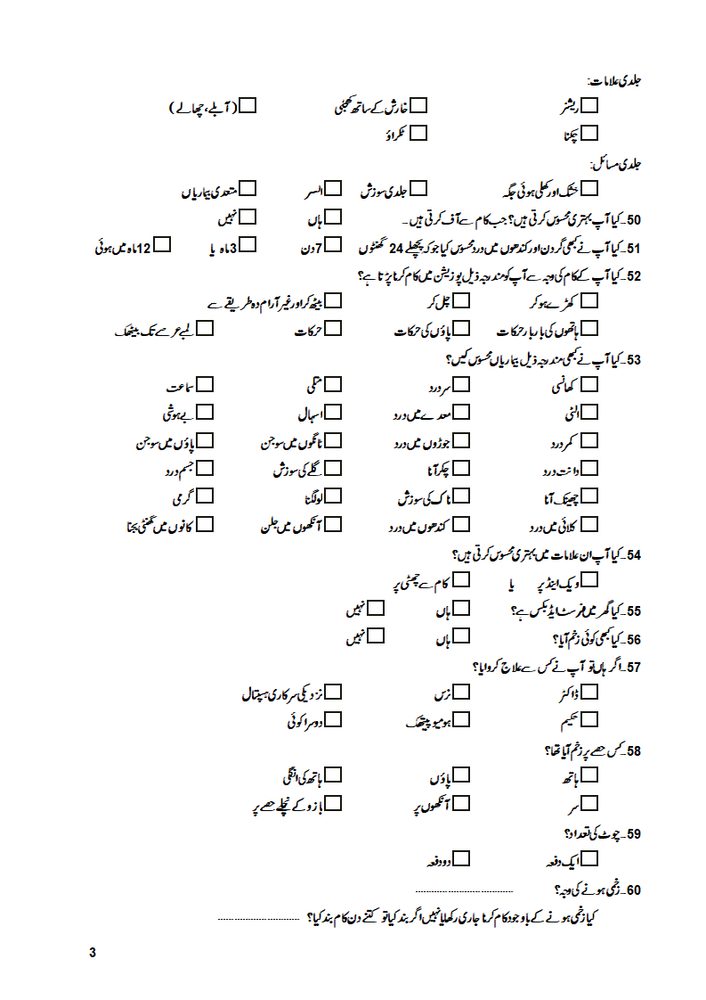 جلدی علامات:
☐ ریشنر ☐ خارش کے ساتھ کھجلی ☐ (آبلے، چھالے)
☐ چپکنا ☐ ٹکراؤ
جلدی مسائل:
☐ خشک اور کھلی ہوئی جگہ ☐ جلدی سوزش ☐ السر ☐ متعدی بیماریاں
50۔کیا آپ بہتری محسوس کرتی ہیں؟ جب کام سے آف کرتی ہیں۔ ☐ ہاں ☐ نہیں
51۔کیا آپ نے کبھی گردن اور کندھوں میں درد محسوس کیا جو کہ پچھلے 24 گھنٹوں ☐ 7 دن ☐ 3 ماہ یا ☐ 12 ماہ میں ہوئی
52۔کیا آپ کے کام کی وجہ سے آپ کو مندرجہ ذیل پوزیشن میں کام کرنا پڑتا ہے؟
☐ کھڑے ہو کر ☐ چل کر ☐ بیٹھ کر اور غیر آرام دہ طریقے سے
☐ ہاتھوں کی بار بار حرکات ☐ پاؤں کی حرکات ☐ حرکات ☐ لمبے عرصے تک بیٹھک
53۔کیا آپ نے کبھی مندرجہ ذیل بیماریاں محسوس کیں؟
☐ کھانسی ☐ سر درد ☐ متلی ☐ سماعت
☐ الٹی ☐ معدے میں درد ☐ اسہال ☐ بے ہوشی
☐ کمر درد ☐ جوڑوں میں درد ☐ ٹانگوں میں سوجن ☐ پاؤں میں سوجن
☐ دانت درد ☐ چکر آنا ☐ گلے کی سوزش ☐ جسم درد
☐ چھینک آنا ☐ ناک کی سوزش ☐ لو لگنا ☐ گرمی
☐ کلائی میں درد ☐ کندھوں میں درد ☐ آنکھوں میں جلن ☐ کانوں میں گھنٹی بجنا
54۔کیا آپ ان علامات میں بہتری محسوس کرتی ہیں؟
☐ ویک اینڈ پر یا ☐ کام سے چھٹی پر
55۔کیا گھر میں فرسٹ ایڈ بکس ہے؟ ☐ ہاں ☐ نہیں
56۔کیا کبھی کوئی زخم آیا؟ ☐ ہاں ☐ نہیں
57۔اگر ہاں تو آپ نے کس سے علاج کروایا؟
☐ ڈاکٹر ☐ نرس ☐ نزدیکی سرکاری ہسپتال
☐ حکیم ☐ ہومیو پیتھک ☐ دوسرا کوئی
58۔کس حصے پر زخم آیا تھا؟
☐ ہاتھ ☐ پاؤں ☐ ہاتھ کی انگلی
☐ سر ☐ آنکھوں پر ☐ بازو کے نچلے حصے پر
59۔چوٹ کی تعداد؟
☐ ایک دفعہ ☐ دو دفعہ
60۔زخمی ہونے کی وجہ؟ ------------------------------------
کیا زخمی ہونے کے باوجود کام کرنا جاری رکھا یا نہیں اگر بند کیا تو کتنے دن کام بند کیا؟ ------------------------------
3